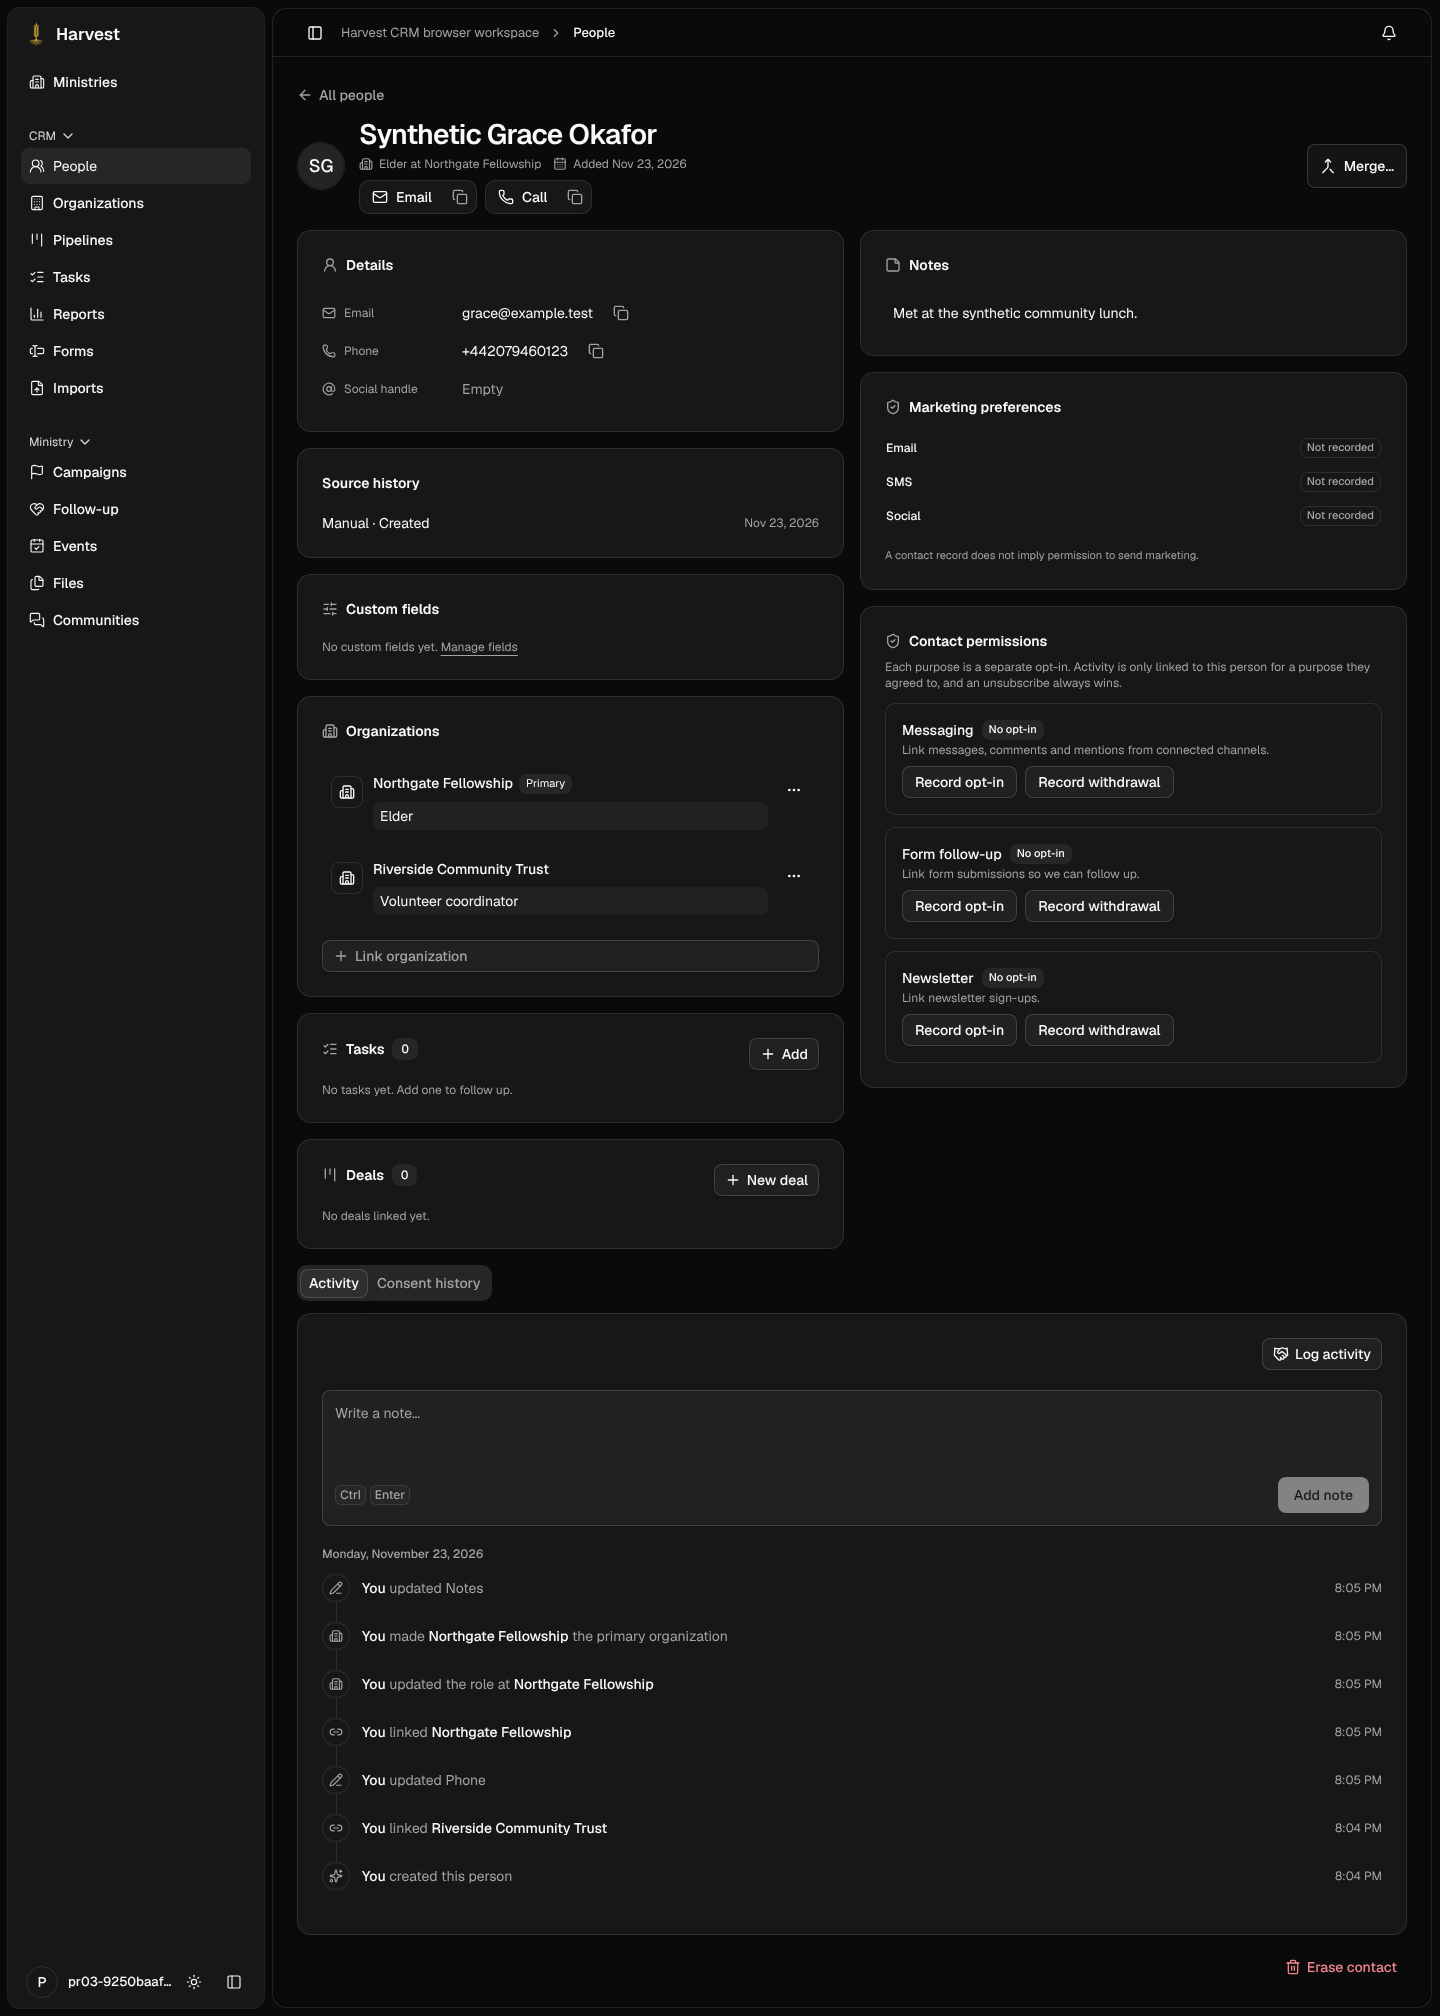 Harvest
Ministries
CRM
People
Organizations
Pipelines
Tasks
Reports
Forms
Imports
Ministry
Campaigns
Follow-up
Events
Files
Communities
P
pr03-9250baaf...
Harvest CRM browser workspace
People
All people
SG
Synthetic Grace Okafor
Elder at Northgate Fellowship Added Nov 23, 2026
Email
Call
Merge...
Details
Email grace@example.test
Phone +442079460123
Social handle Empty
Source history
Manual · Created Nov 23, 2026
Custom fields
No custom fields yet. Manage fields
Organizations
Northgate Fellowship Primary
Elder
Riverside Community Trust
Volunteer coordinator
Link organization
Tasks 0
Add
No tasks yet. Add one to follow up.
Deals 0
New deal
No deals linked yet.
Notes
Met at the synthetic community lunch.
Marketing preferences
Email Not recorded
SMS Not recorded
Social Not recorded
A contact record does not imply permission to send marketing.
Contact permissions
Each purpose is a separate opt-in. Activity is only linked to this person for a purpose they
agreed to, and an unsubscribe always wins.
Messaging No opt-in
Link messages, comments and mentions from connected channels.
Record opt-in Record withdrawal
Form follow-up No opt-in
Link form submissions so we can follow up.
Record opt-in Record withdrawal
Newsletter No opt-in
Link newsletter sign-ups.
Record opt-in Record withdrawal
Activity Consent history
Log activity
Write a note...
Ctrl Enter
Add note
Monday, November 23, 2026
You updated Notes 8:05 PM
You made Northgate Fellowship the primary organization 8:05 PM
You updated the role at Northgate Fellowship 8:05 PM
You linked Northgate Fellowship 8:05 PM
You updated Phone 8:05 PM
You linked Riverside Community Trust 8:04 PM
You created this person 8:04 PM
Erase contact